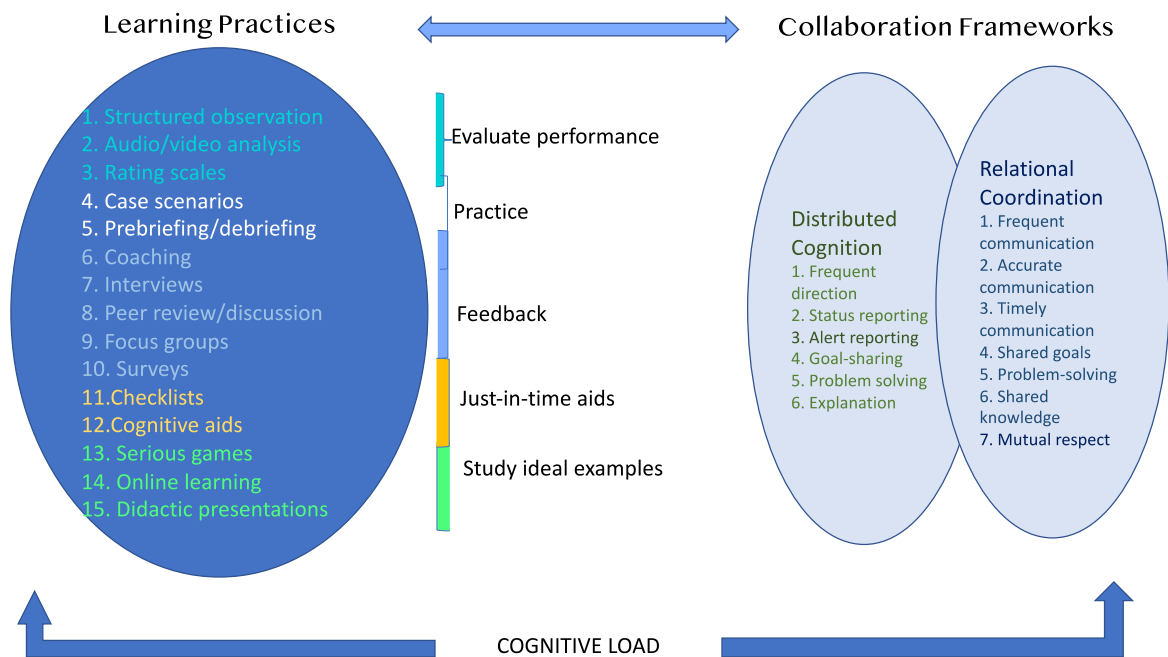 Learning Practices
Collaboration Frameworks
1. Structured observation
2. Audio/video analysis
3. Rating scales
4. Case scenarios
5. Prebriefing/debriefing
6. Coaching
7. Interviews
8. Peer review/discussion
9. Focus groups
10. Surveys
11.Checklists
12.Cognitive aids
13. Serious games
14. Online learning
15. Didactic presentations
Evaluate performance
Practice
Feedback
Just-in-time aids
Study ideal examples
Distributed
Cognition
1. Frequent
direction
2. Status reporting
3. Alert reporting
4. Goal-sharing
5. Problem solving
6. Explanation
Relational
Coordination
1. Frequent
communication
2. Accurate
communication
3. Timely
communication
4. Shared goals
5. Problem-solving
6. Shared
knowledge
7. Mutual respect
COGNITIVE LOAD